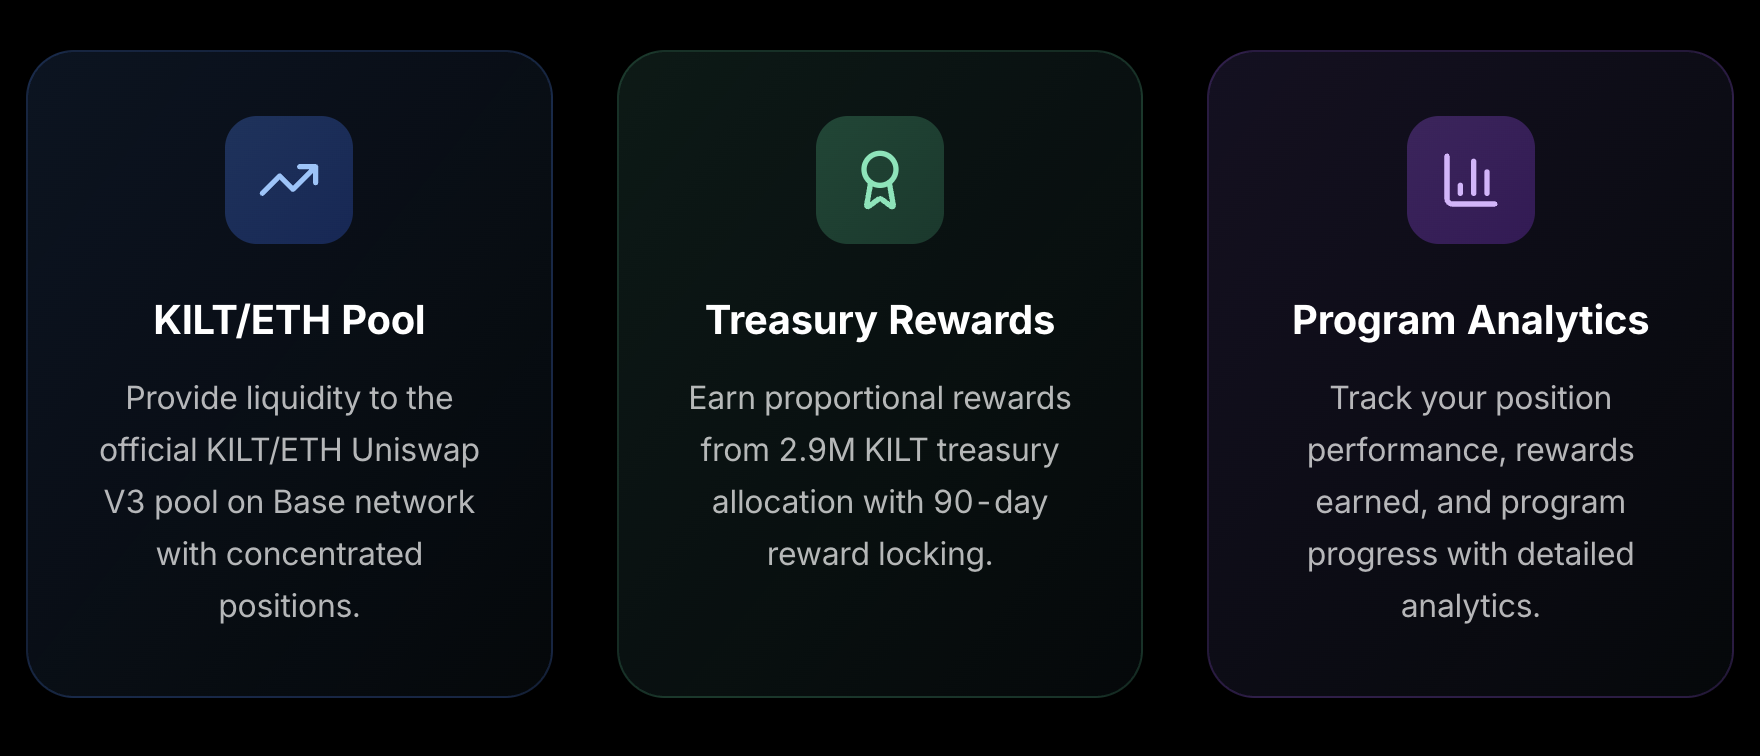 KILT/ETH Pool
Provide liquidity to the
official KILT/ETH Uniswap
V3 pool on Base network
with concentrated
positions.
Treasury Rewards
Earn proportional rewards
from 2.9M KILT treasury
allocation with 90-day
reward locking.
Program Analytics
Track your position
performance, rewards
earned, and program
progress with detailed
analytics.